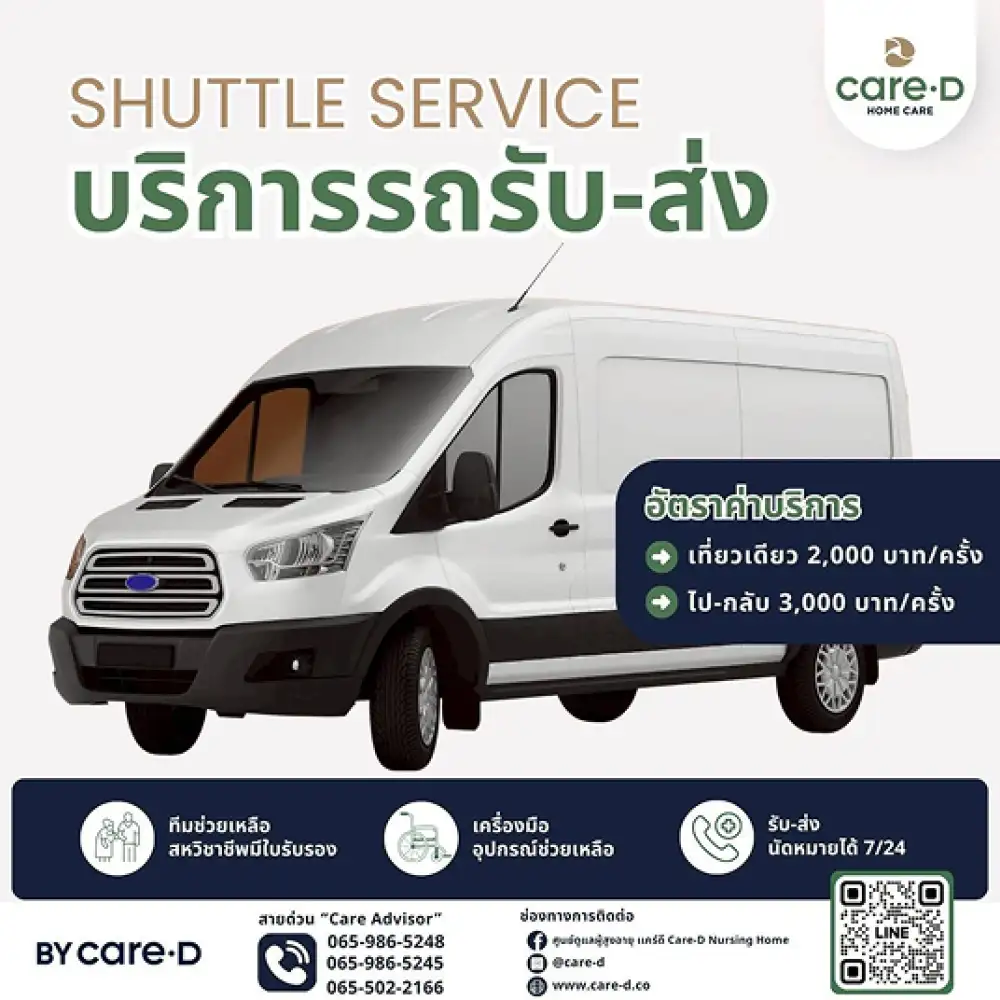 care·D
HOME CARE
SHUTTLE SERVICE
บริการรถรับ-ส่ง
อัตราค่าบริการ
เที่ยวเดียว 2,000 บาท/ครั้ง
ไป-กลับ 3,000 บาท/ครั้ง
ทีมช่วยเหลือ
สหวิชาชีพมีใบรับรอง
เครื่องมือ
อุปกรณ์ช่วยเหลือ
รับ-ส่ง
นัดหมายได้ 7/24
BY care·D
สายด่วน “Care Advisor”
065-986-5248
065-986-5245
065-502-2166
ช่องทางการติดต่อ
ศูนย์ดูแลผู้สูงอายุ แคร์ดี Care-D Nursing Home
@care-d
www.care-d.co
LINE